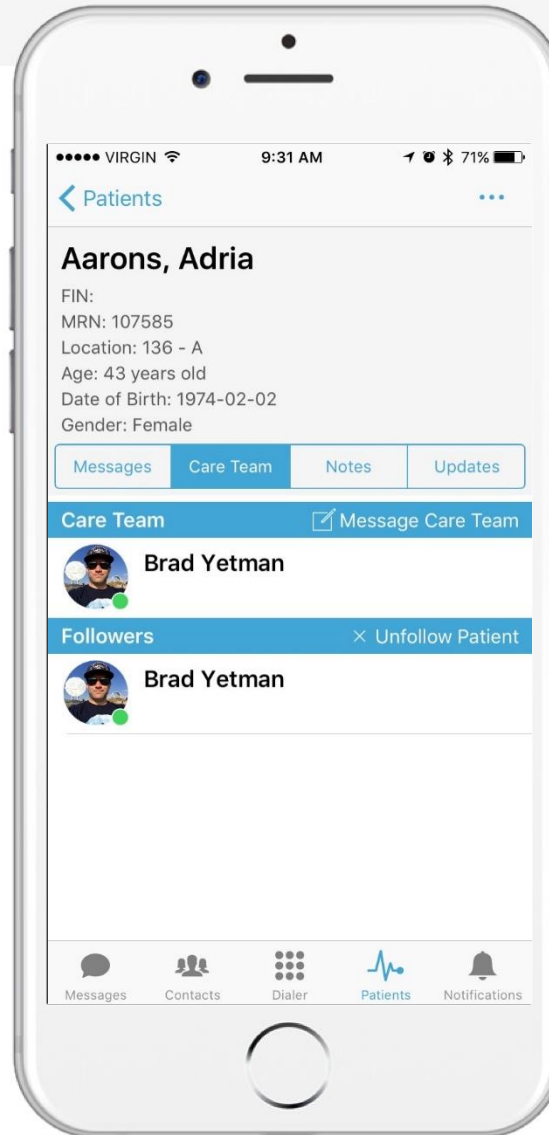 VIRGIN 9:31 AM 71%
Patients
Aarons, Adria
FIN:
MRN: 107585
Location: 136 - A
Age: 43 years old
Date of Birth: 1974-02-02
Gender: Female
Messages Care Team Notes Updates
Care Team Message Care Team
Brad Yetman
Followers × Unfollow Patient
Brad Yetman
Messages Contacts Dialer Patients Notifications